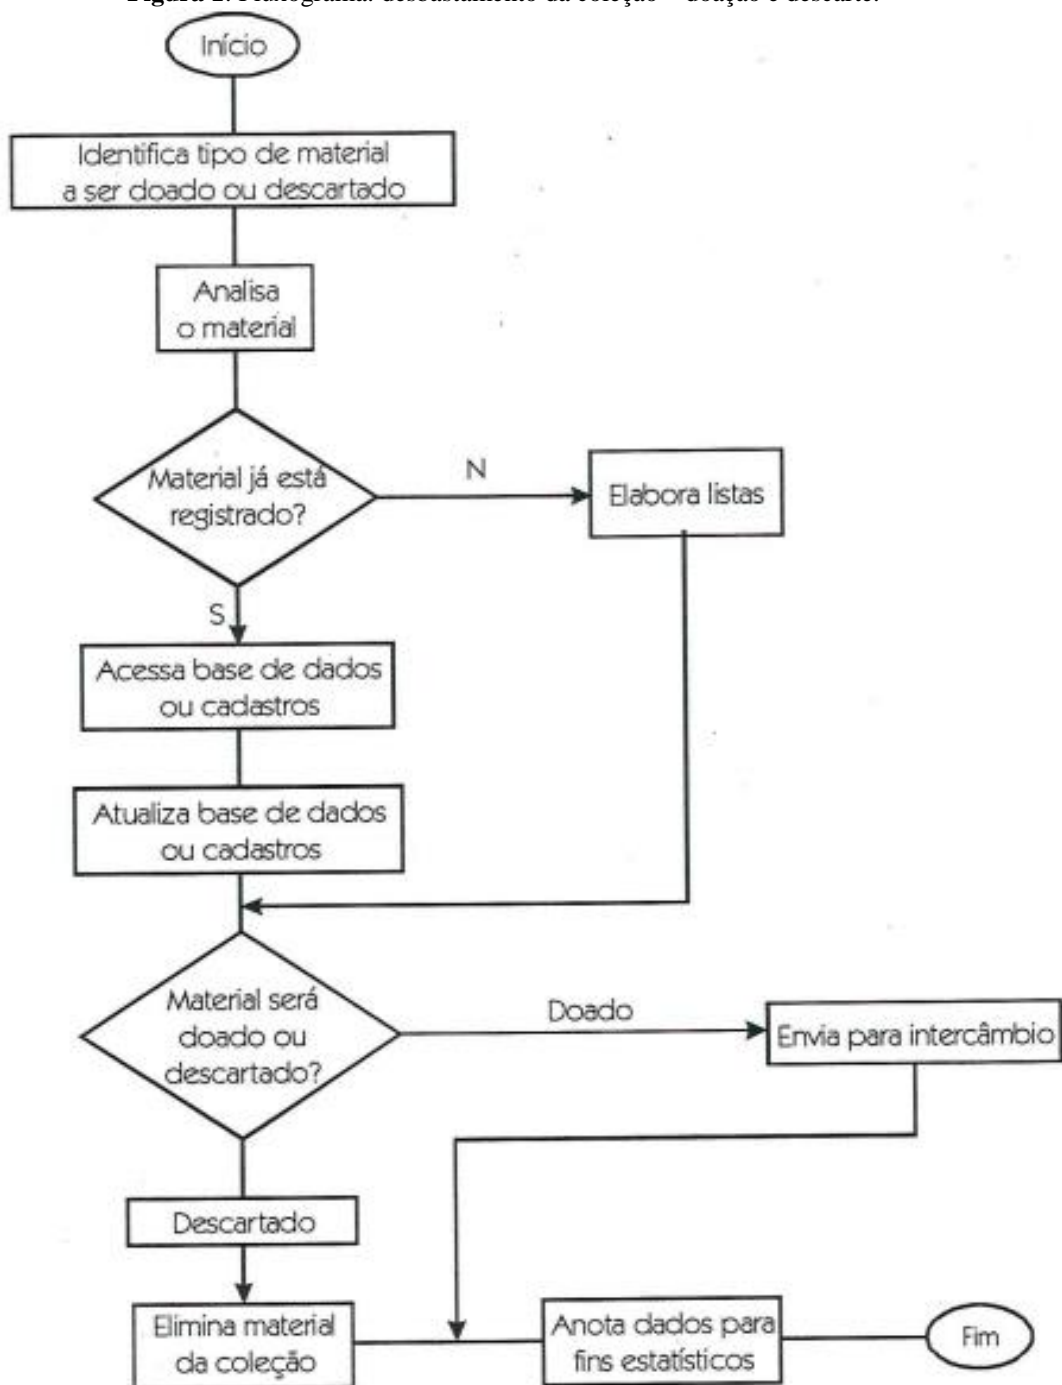 Início
Identifica tipo de material
a ser doado ou descartado
Analisa
o material
Material já está
registrado?
N
Elabora listas
S
Acessa base de dados
ou cadastros
Atualiza base de dados
ou cadastros
Material será
doado ou
descartado?
Doado
Envia para intercâmbio
Descartado
Elimina material
da coleção
Anota dados para
fins estatísticos
Fim